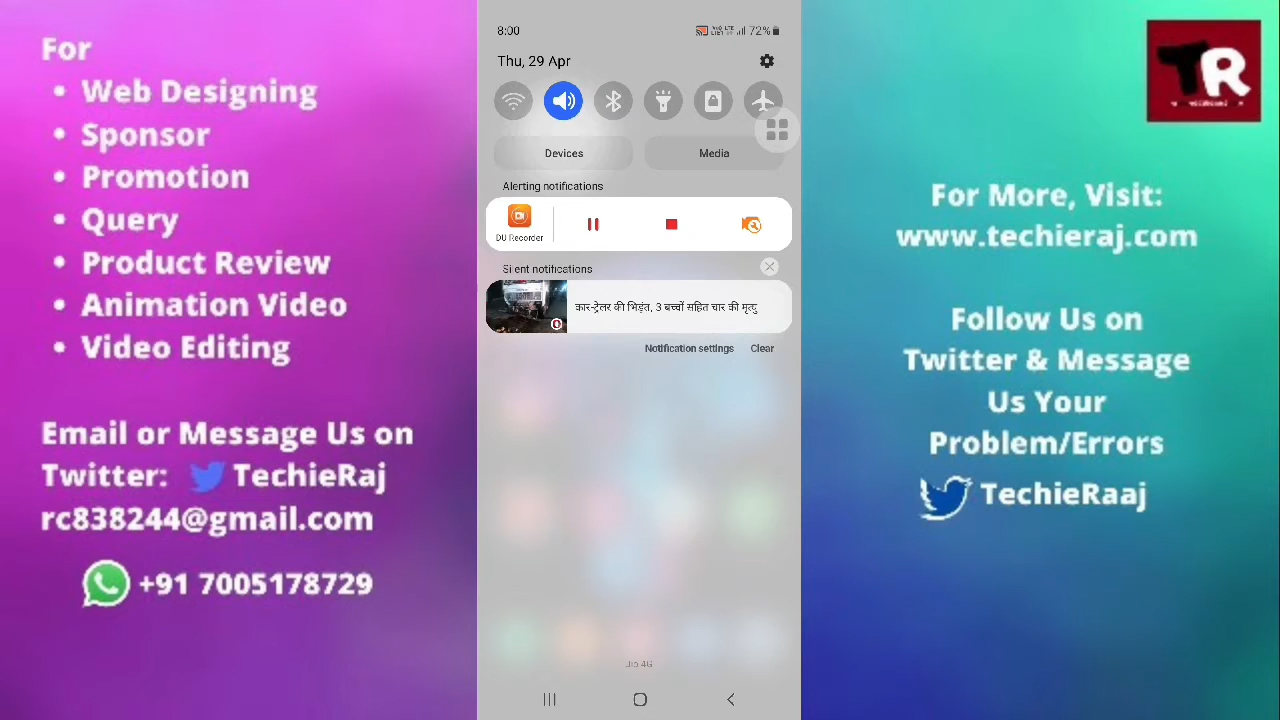 For
• Web Designing
• Sponsor
• Promotion
• Query
• Product Review
• Animation Video
• Video Editing
Email or Message Us on
Twitter: TechieRaj
rc838244@gmail.com
+91 7005178729
8:00
72%
Thu, 29 Apr
Devices
Media
Alerting notifications
DU Recorder
Silent notifications
कार-ट्रेलर की भिड़ंत, 3 बच्चों सहित चार की मृत्यु
Notification settings Clear
Jio 4G
TR
For More, Visit:
www.techieraj.com
Follow Us on
Twitter & Message
Us Your
Problem/Errors
TechieRaaj